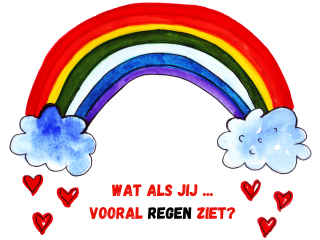 WAT ALS JIJ ...
VOORAL REGEN ZIET?